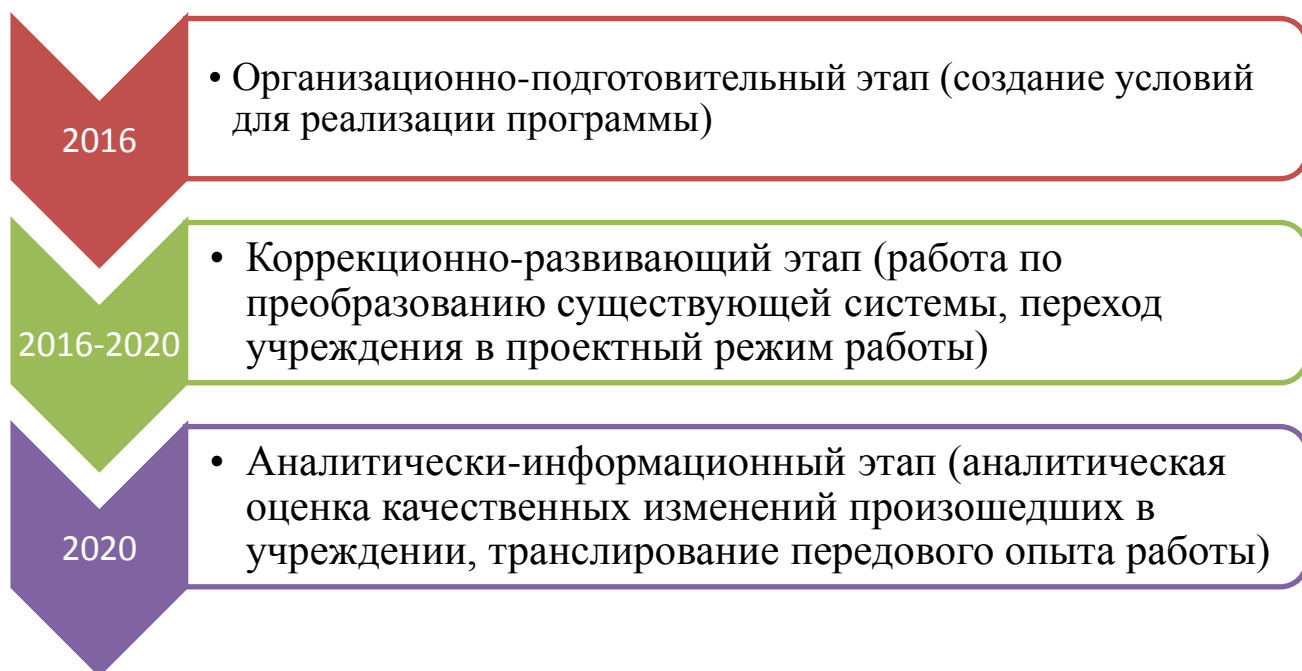 2016
• Организационно-подготовительный этап (создание условий
для реализации программы)
2016-2020
• Коррекционно-развивающий этап (работа по
преобразованию существующей системы, переход
учреждения в проектный режим работы)
2020
• Аналитически-информационный этап (аналитическая
оценка качественных изменений произошедших в
учреждении, транслирование передового опыта работы)